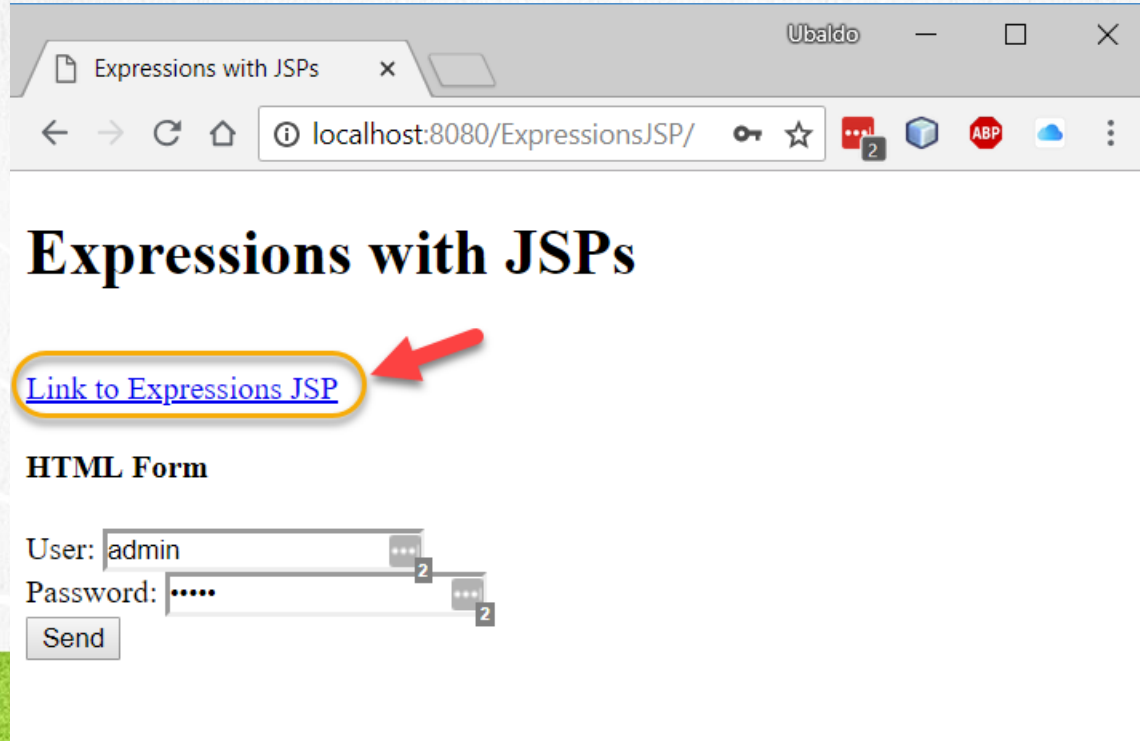 Ubaldo
Expressions with JSPs
localhost:8080/ExpressionsJSP/
2
ABP
Expressions with JSPs
Link to Expressions JSP
HTML Form
User: admin
2
Password: •••••
2
Send